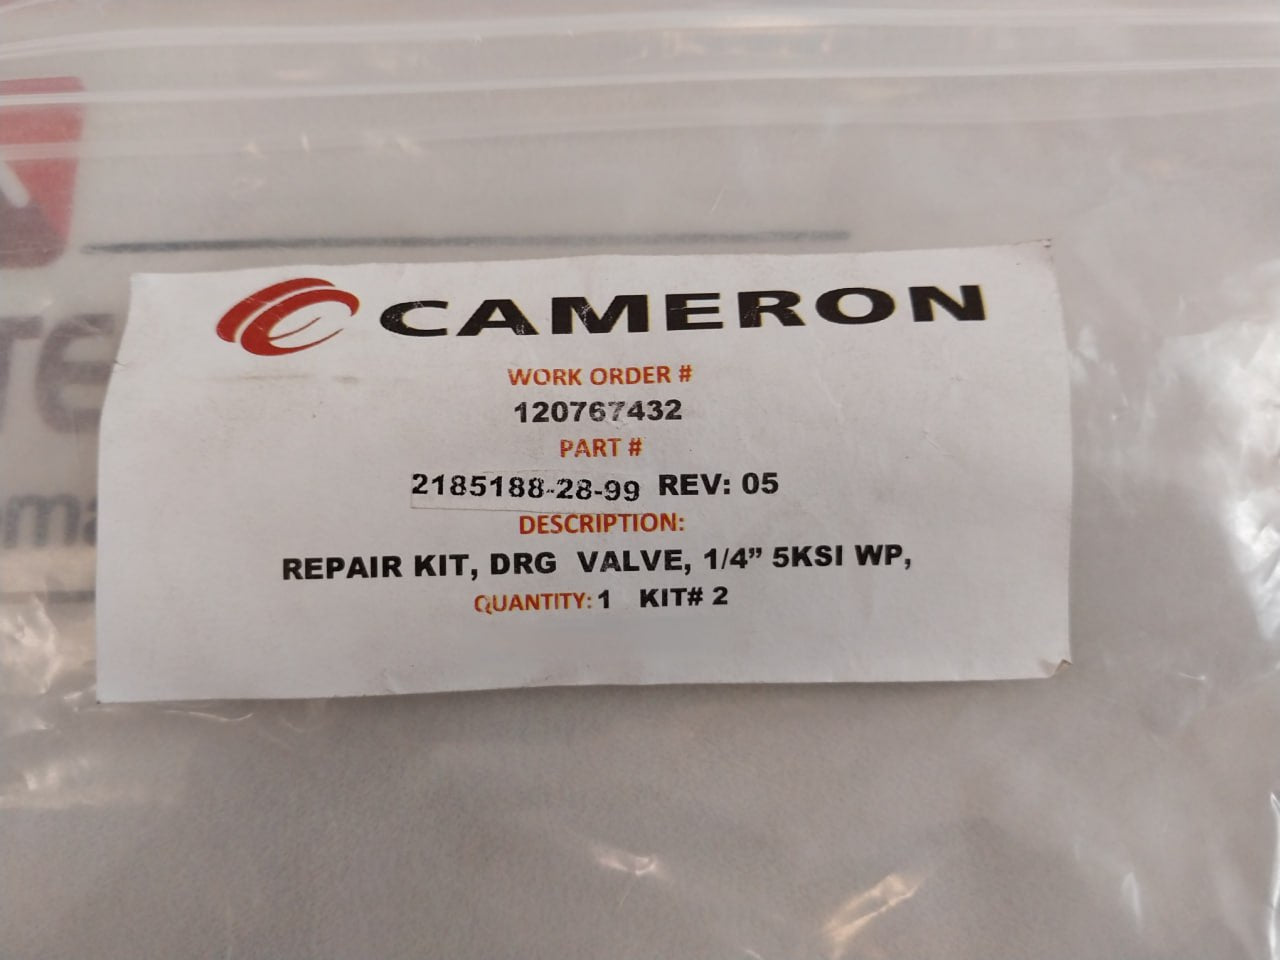 CAMERON
WORK ORDER #
120767432
PART #
2185188-28-99 REV: 05
DESCRIPTION:
REPAIR KIT, DRG VALVE, 1/4” 5KSI WP,
QUANTITY: 1 KIT# 2